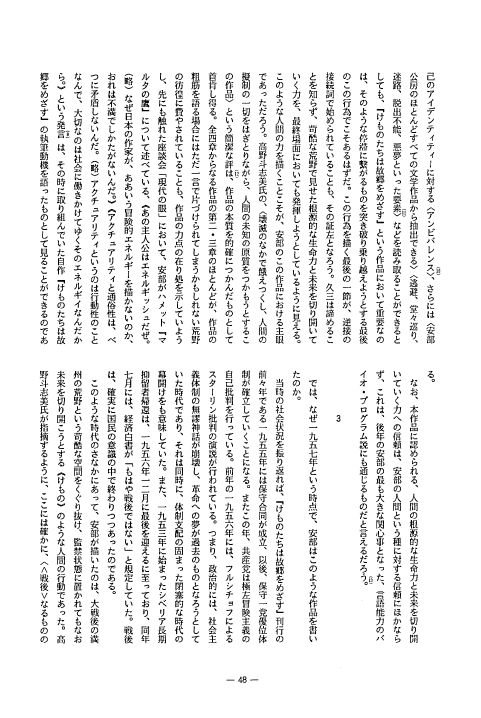 己のアイデンティティーに対する〈アンビバレンス〉、さらには〈安部
公房のほとんどすべての文学作品から抽出できる〉〈逃避、堂々巡り、
迷路、脱出不能、悪夢といった要素〉などを読み取ることができると
しても、『けものたちは故郷をめざす』という作品において重要なの
は、そのような停滞に繋がるものを突き破り乗り越えようとする最後
のこの行為でこそあるはずだ。この行為を描く最後の一節が、逆接の
接続詞で始められていることも、その証左となろう。久三は諦めるこ
とを知らず、苛酷な荒野で見せた根源的な生命力と未来を切り開いて
いく力を、最終場面においても発揮しようとしているように見える。
このような人間の力を描くことこそが、安部のこの作品における主眼
であっただろう。高野斗志美氏の、〈壊滅のなかで餓えつくし、人間の
擬制の一切をはぎとりながら、人間の未知の原質をつかもうとするこ
の作品〉という簡潔な評は、作品の本質を的確につかんだものとして
首肯し得る。全四章からなる作品の第二・三章のほとんどが、作品の
粗筋を語る場合にはただ一言で片づけられてしまうかもしれない荒野
の彷徨に費やされていることも、作品の力点の在り処を示していよう
し、先にも触れた座談会「現代の眼」において、安部がハメット『マ
ルタの鷹』について述べている、〈あの主人公はエネルギッシュだぜ。
(略)なぜ日本の作家が、ああいう冒険的エネルギーを描かないのか、
おれは不満でしかたがないんだ。〉〈アクチュアリティと通俗性は、べ
つに矛盾しないんだ。(略)アクチュアリティというのは行動性のこと
なんで、大切なのは社会に働きかけてゆくそのエネルギイなんだか
ら。〉という発言は、その時に取り組んでいた自作『けものたちは故
郷をめざす』の執筆動機を語ったものとして見ることができるのであ
る。
なお、本作品に認められる、人間の根源的な生命力と未来を切り開
いていく力への信頼は、安部の人間という種に対する信頼にほかなら
ず、これは、後年の安部の最も大きな関心事となった、言語能力のバ
イオ・プログラム説にも通じるものだと言えるだろう。
3
では、なぜ一九五七年という時点で、安部はこのような作品を書い
たのか。
当時の社会状況を振り返れば、『けものたちは故郷をめざす』刊行の
前々年である一九五五年には保守合同が成立、以後、保守一党優位体
制が確立していくことになる。またこの年、共産党は極左冒険主義の
自己批判を行っている。前年の一九五六年には、フルシチョフによる
スターリン批判の演説が行われている。つまり、政治的には、社会主
義体制の無謬神話が崩壊し、革命への夢が過去のものとなろうとして
いた時代であり、それは同時に、体制支配の固まった閉塞的な時代の
幕開けをも意味していた。また、一九五三年に始まったシベリア長期
抑留者帰還は、一九五六年一二月に最後を迎えるに至っており、同年
七月には、経済白書が「もはや戦後ではない」と規定していた。戦後
は、確実に国民の意識の中で終わりつつあったのである。
このような時代のさなかにあって、安部が描いたのは、大戦後の満
州の荒野という苛酷な空間をくぐり抜け、監禁状態に置かれてもなお
未来を切り開こうとする〈けもの〉のような人間の行動であった。高
野斗志美氏が指摘するように、ここには確かに、〈∧戦後∨なるものの
— 48 —